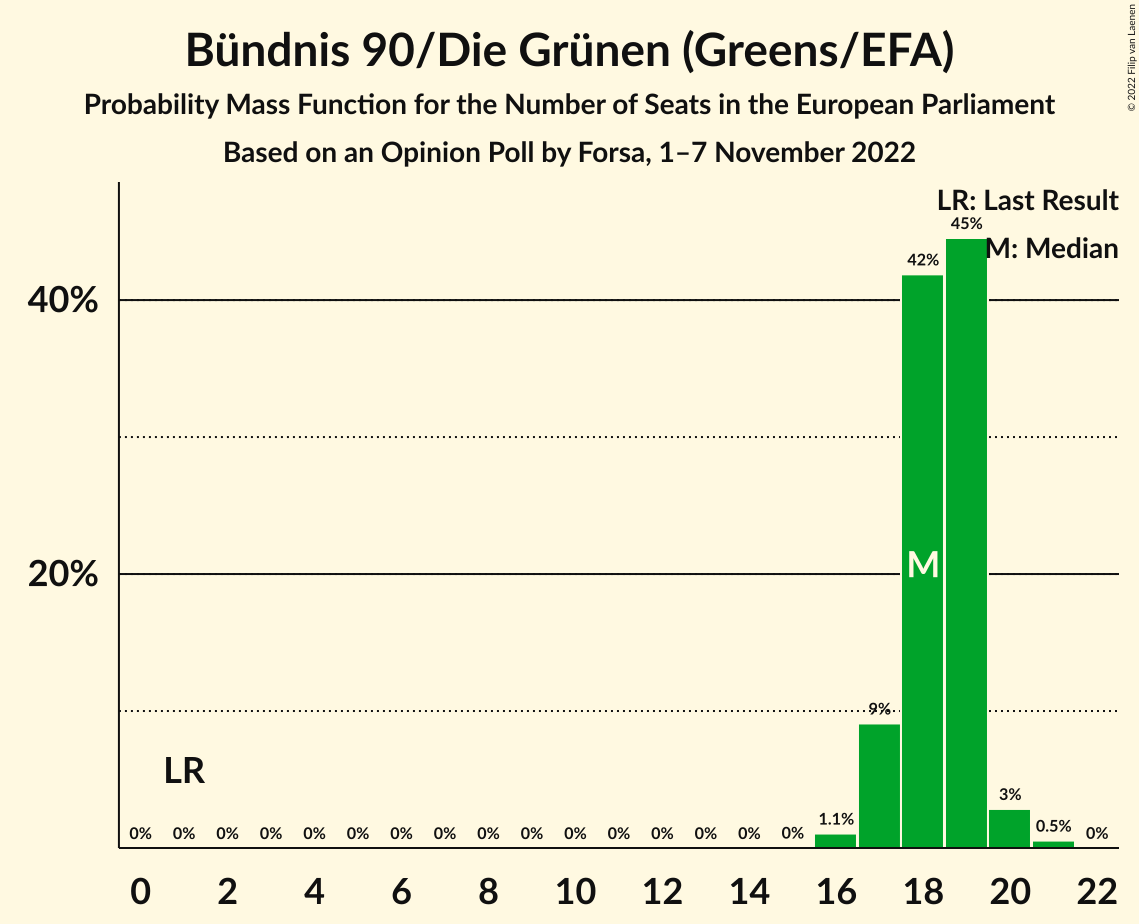 Bündnis 90/Die Grünen (Greens/EFA)
Probability Mass Function for the Number of Seats in the European Parliament
Based on an Opinion Poll by Forsa, 1–7 November 2022
© 2022 Filip van Laenen
LR: Last Result
M: Median
45%
42%
40%
20%
M
9%
LR
3%
1.1%
0.5%
0% 0% 0% 0% 0% 0% 0% 0% 0% 0% 0% 0% 0% 0% 0% 0% 0%
0 2 4 6 8 10 12 14 16 18 20 22